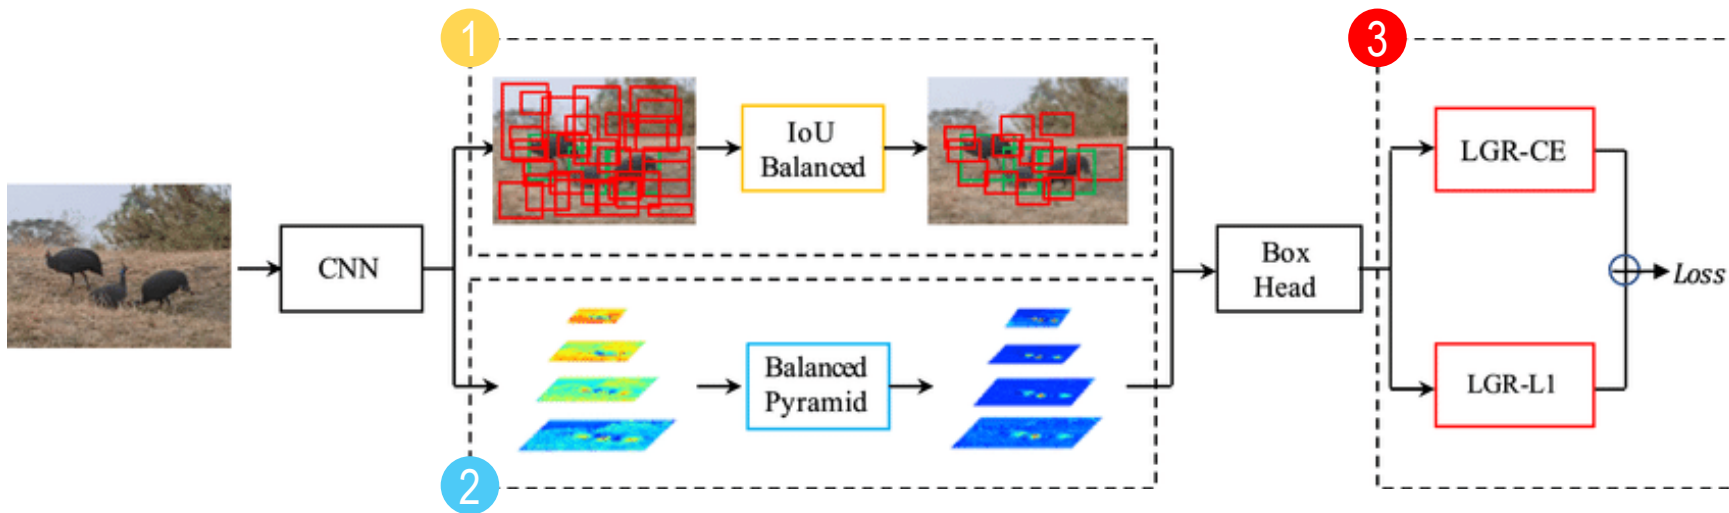 1
IoU
Balanced
CNN
2
Balanced
Pyramid
Box
Head
3
LGR-CE
LGR-L1
Loss